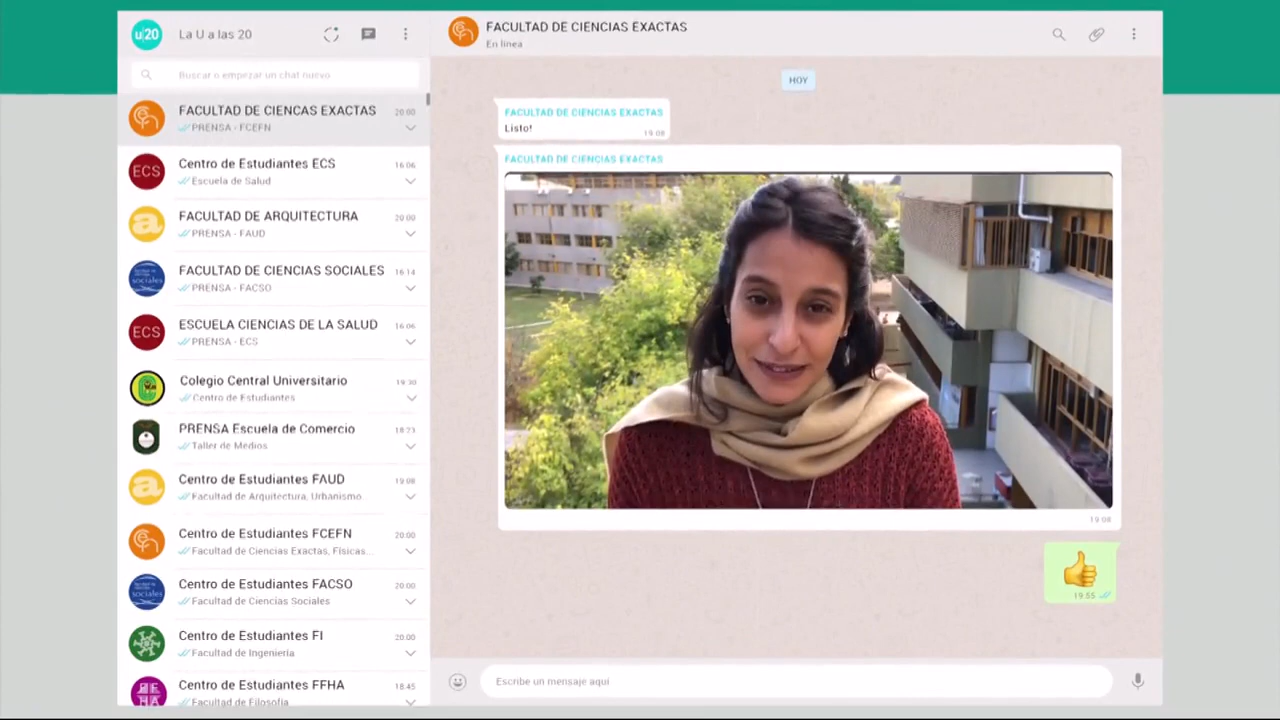 u|20
La U a las 20
Buscar o empezar un chat nuevo
FACULTAD DE CIENCAS EXACTAS
20:00
PRENSA - FCEFN
ECS
Centro de Estudiantes ECS
16:06
Escuela de Salud
a
FACULTAD DE ARQUITECTURA
20:00
PRENSA - FAUD
sociales
FACULTAD DE CIENCIAS SOCIALES
16:14
PRENSA - FACSO
ECS
ESCUELA CIENCIAS DE LA SALUD
16:06
PRENSA - ECS
Colegio Central Universitario
19:30
Centro de Estudiantes
PRENSA Escuela de Comercio
Taller de Medios
a
Centro de Estudiantes FAUD
19:08
Facultad de Arquitectura, Urbanismo
Centro de Estudiantes FCEFN
20:00
Facultad de Ciencias Exactas, Físicas...
sociales
Centro de Estudiantes FACSO
20:00
Facultad de Ciencias Sociales
Centro de Estudiantes FI
20:00
Facultad de Ingeniería
Centro de Estudiantes FFHA
18:45
Facultad de Filosofía
FACULTAD DE CIENCIAS EXACTAS
En línea
HOY
FACULTAD DE CIENCIAS EXACTAS
Listo!
19:08
FACULTAD DE CIENCIAS EXACTAS
19:08
19:55
Escribe un mensaje aquí